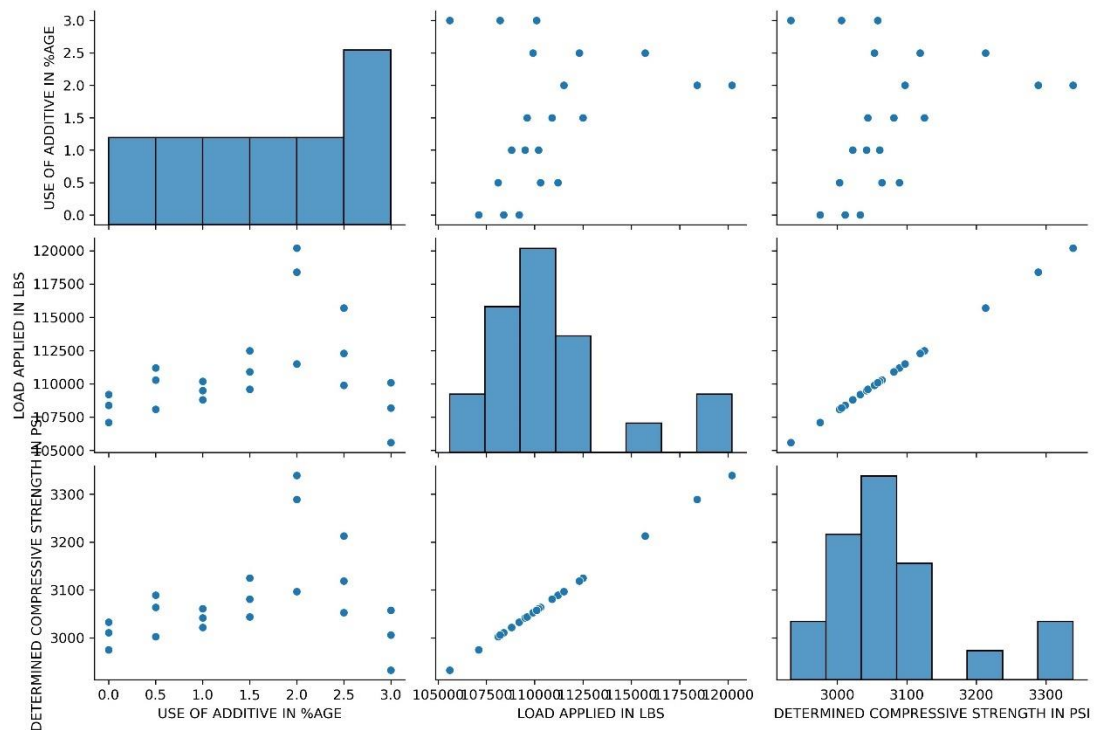 USE OF ADDITIVE IN %AGE
3.0
2.5
2.0
1.5
1.0
0.5
0.0
LOAD APPLIED IN LBS
120000
117500
115000
112500
110000
107500
105000
DETERMINED COMPRESSIVE STRENGTH IN PSI
3300
3200
3100
3000
0.0 0.5 1.0 1.5 2.0 2.5 3.0
USE OF ADDITIVE IN %AGE
105000 107500 110000 112500 115000 117500 120000
LOAD APPLIED IN LBS
3000 3100 3200 3300
DETERMINED COMPRESSIVE STRENGTH IN PSI